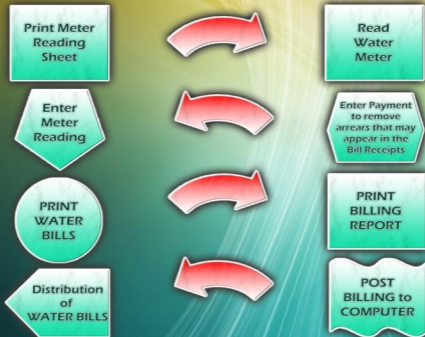 Print Meter
Reading
Sheet
Read
Water
Meter
Enter
Meter
Reading
Enter Payment
to remove
arrears that may
appear in the
Bill Receipts
PRINT
WATER
BILLS
PRINT
BILLING
REPORT
Distribution
of
WATER BILLS
POST
BILLING to
COMPUTER